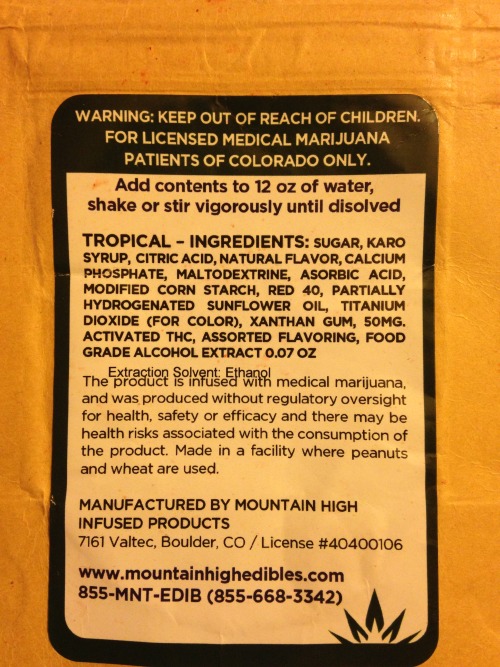 WARNING: KEEP OUT OF REACH OF CHILDREN.
FOR LICENSED MEDICAL MARIJUANA
PATIENTS OF COLORADO ONLY.
Add contents to 12 oz of water,
shake or stir vigorously until disolved
TROPICAL – INGREDIENTS: SUGAR, KARO
SYRUP, CITRIC ACID, NATURAL FLAVOR, CALCIUM
PHOSPHATE, MALTODEXTRINE, ASORBIC ACID,
MODIFIED CORN STARCH, RED 40, PARTIALLY
HYDROGENATED SUNFLOWER OIL, TITANIUM
DIOXIDE (FOR COLOR), XANTHAN GUM, 50MG.
ACTIVATED THC, ASSORTED FLAVORING, FOOD
GRADE ALCOHOL EXTRACT 0.07 OZ
Extraction Solvent: Ethanol
The product is infused with medical marijuana,
and was produced without regulatory oversight
for health, safety or efficacy and there may be
health risks associated with the consumption of
the product. Made in a facility where peanuts
and wheat are used.
MANUFACTURED BY MOUNTAIN HIGH
INFUSED PRODUCTS
7161 Valtec, Boulder, CO / License #40400106
www.mountainhighedibles.com
855-MNT-EDIB (855-668-3342)